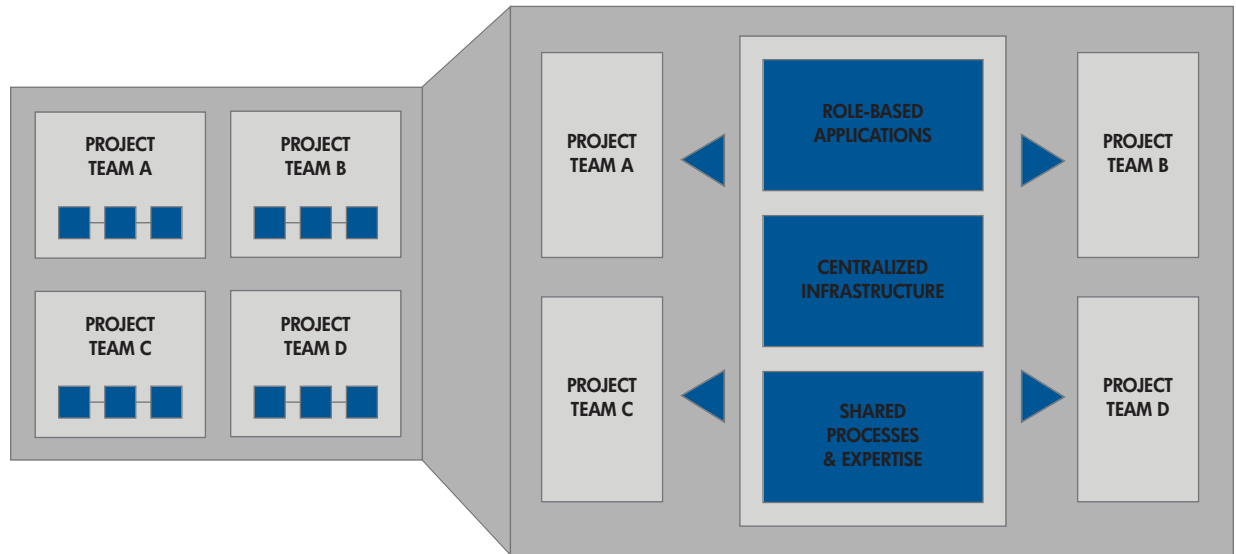 PROJECT
TEAM A
PROJECT
TEAM B
PROJECT
TEAM C
PROJECT
TEAM D
PROJECT
TEAM A
ROLE-BASED
APPLICATIONS
PROJECT
TEAM B
CENTRALIZED
INFRASTRUCTURE
PROJECT
TEAM C
SHARED
PROCESSES
& EXPERTISE
PROJECT
TEAM D